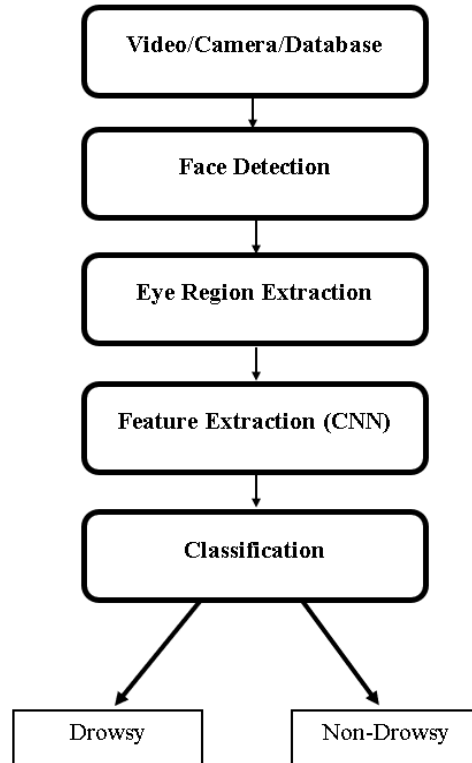 Video/Camera/Database
Face Detection
Eye Region Extraction
Feature Extraction (CNN)
Classification
Drowsy
Non-Drowsy